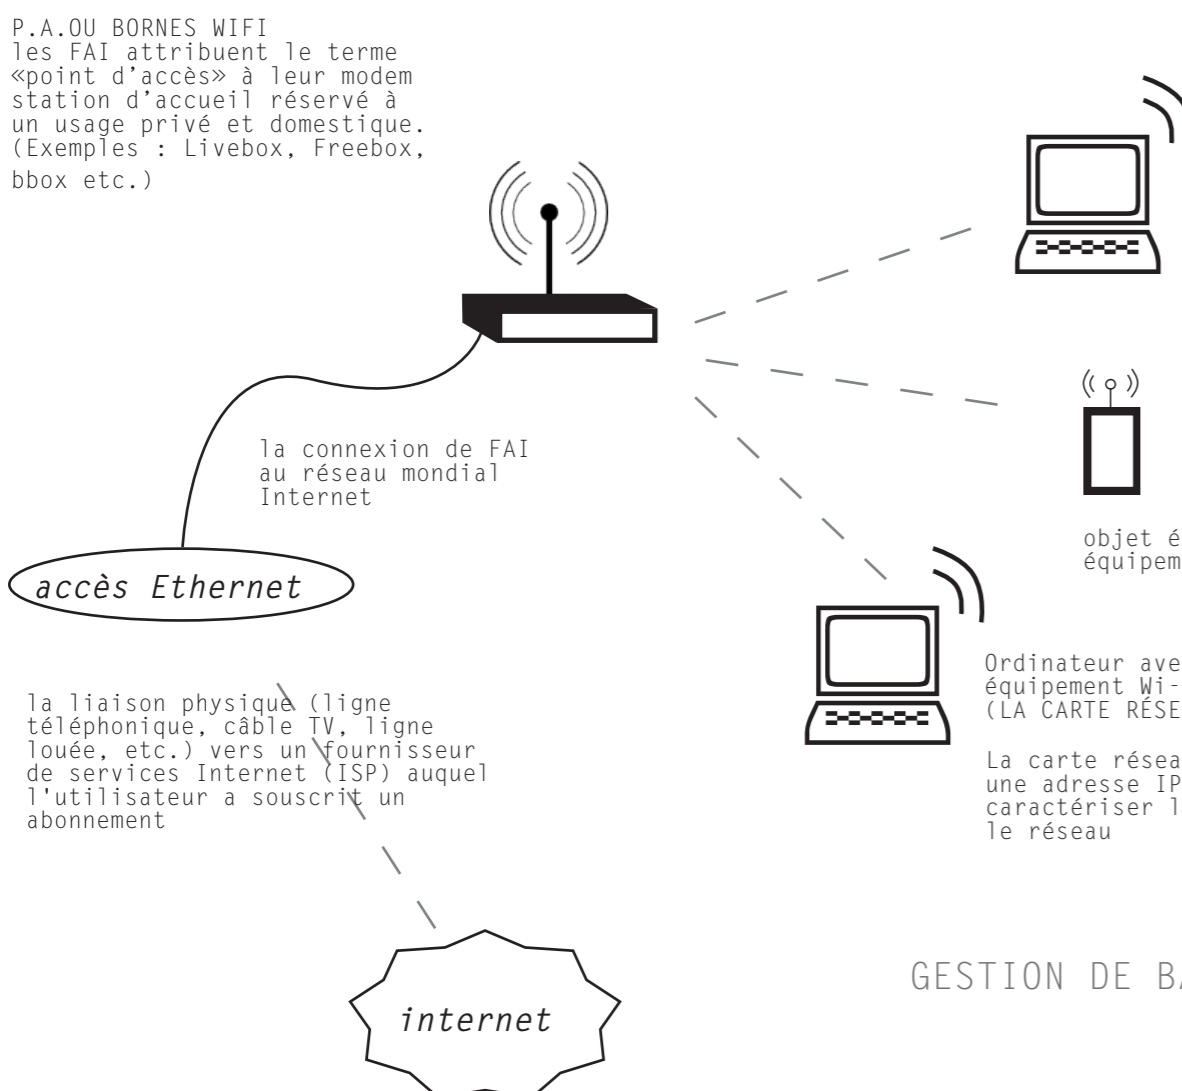 P.A.OU BORNES WIFI
les FAI attribuent le terme
«point d’accès» à leur modem
station d’accueil réservé à
un usage privé et domestique.
(Exemples : Livebox, Freebox,
bbox etc.)
la connexion de FAI
au réseau mondial
Internet
accès Ethernet
objet é
équipem
la liaison physique (ligne
téléphonique, câble TV, ligne
louée, etc.) vers un fournisseur
de services Internet (ISP) auquel
l'utilisateur a souscrit un
abonnement
Ordinateur ave
équipement Wi-
(LA CARTE RÉSE
La carte résea
une adresse IP
caractériser l
le réseau
GESTION DE BA
internet